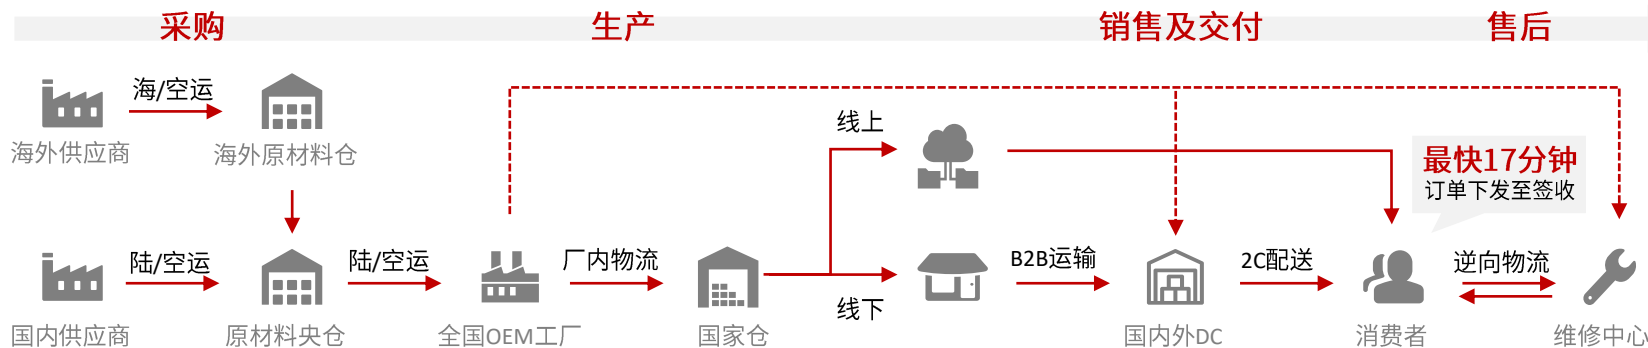 采购
生产
销售及交付
售后
海/空运
海外供应商
海外原材料仓
线上
最快17分钟
订单下发至签收
陆/空运
陆/空运
厂内物流
B2B运输
2C配送
逆向物流
线下
国内供应商
原材料央仓
全国OEM工厂
国家仓
国内外DC
消费者
维修中心